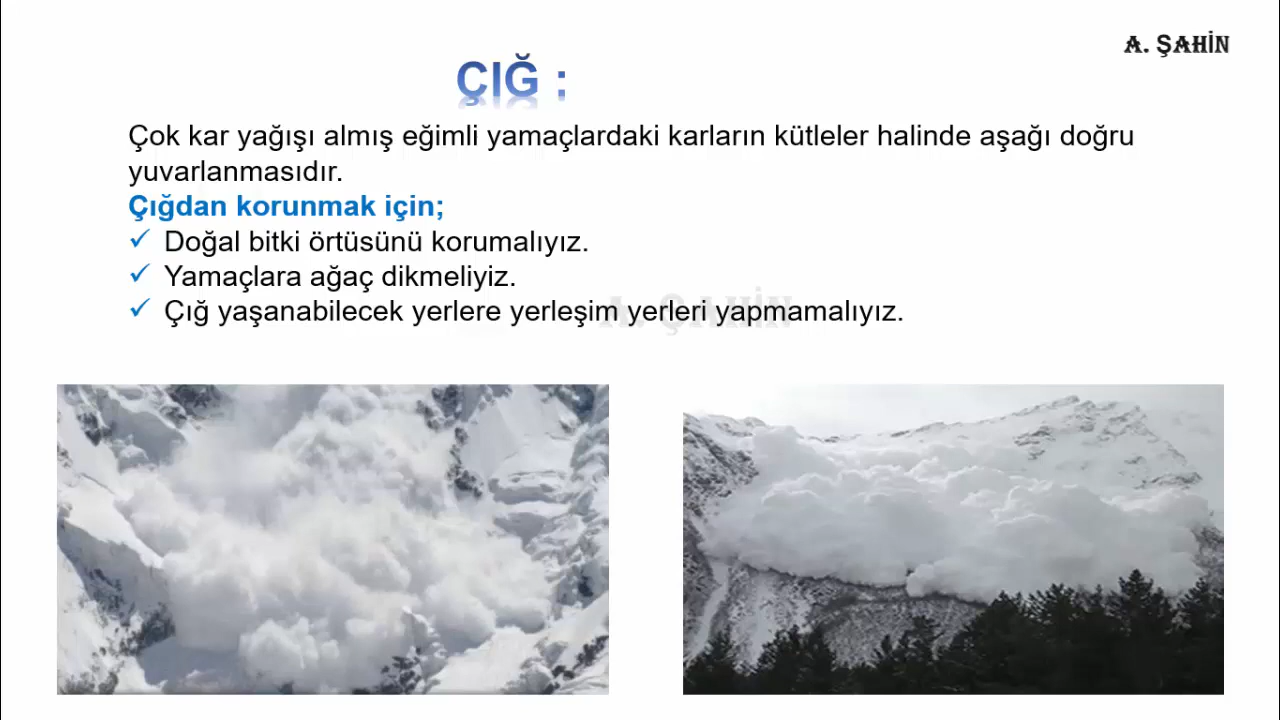 A. ŞAHİN
ÇIĞ :
Çok kar yağışı almış eğimli yamaçlardaki karların kütleler halinde aşağı doğru
yuvarlanmasıdır.
Çığdan korunmak için;
✓ Doğal bitki örtüsünü korumalıyız.
✓ Yamaçlara ağaç dikmeliyiz.
✓ Çığ yaşanabilecek yerlere yerleşim yerleri yapmamalıyız.
A. ŞAHİN